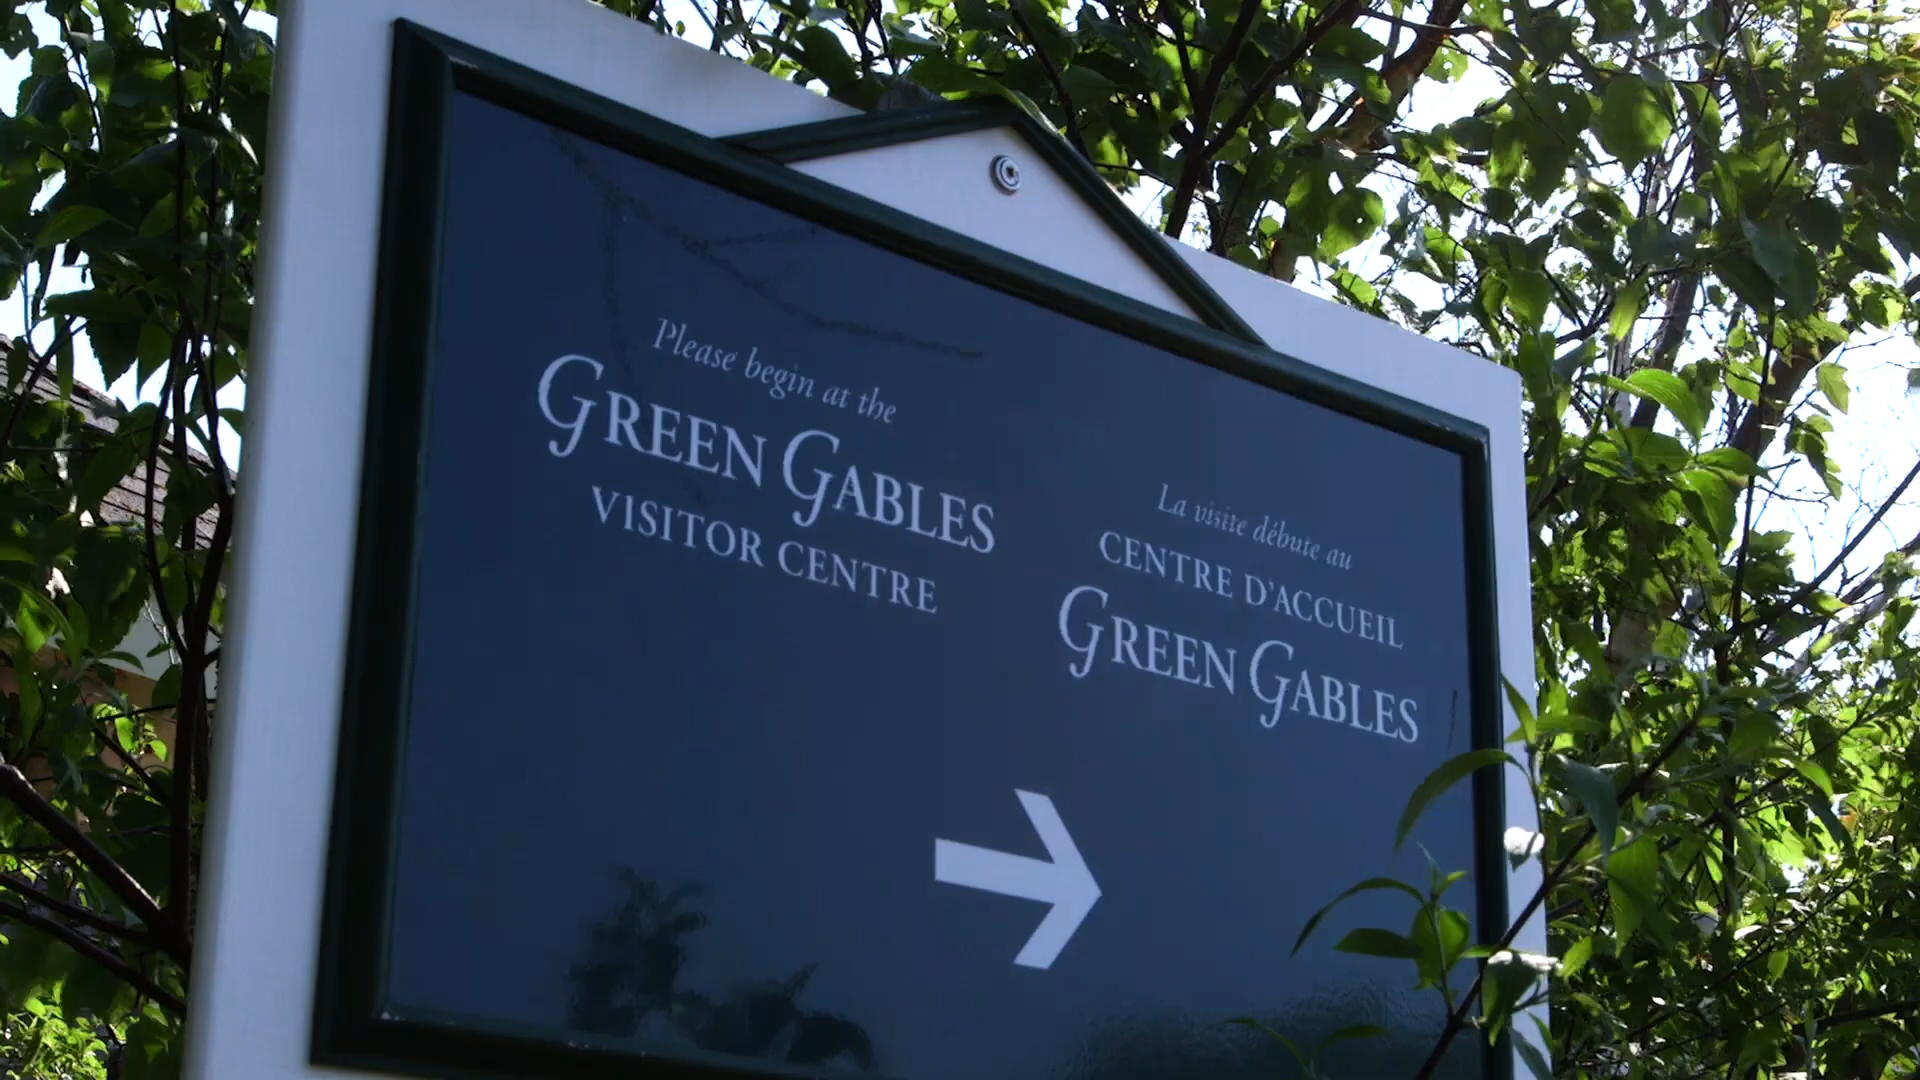 Please begin at the
GREEN GABLES
VISITOR CENTRE
La visite débute au
CENTRE D'ACCUEIL
GREEN GABLES